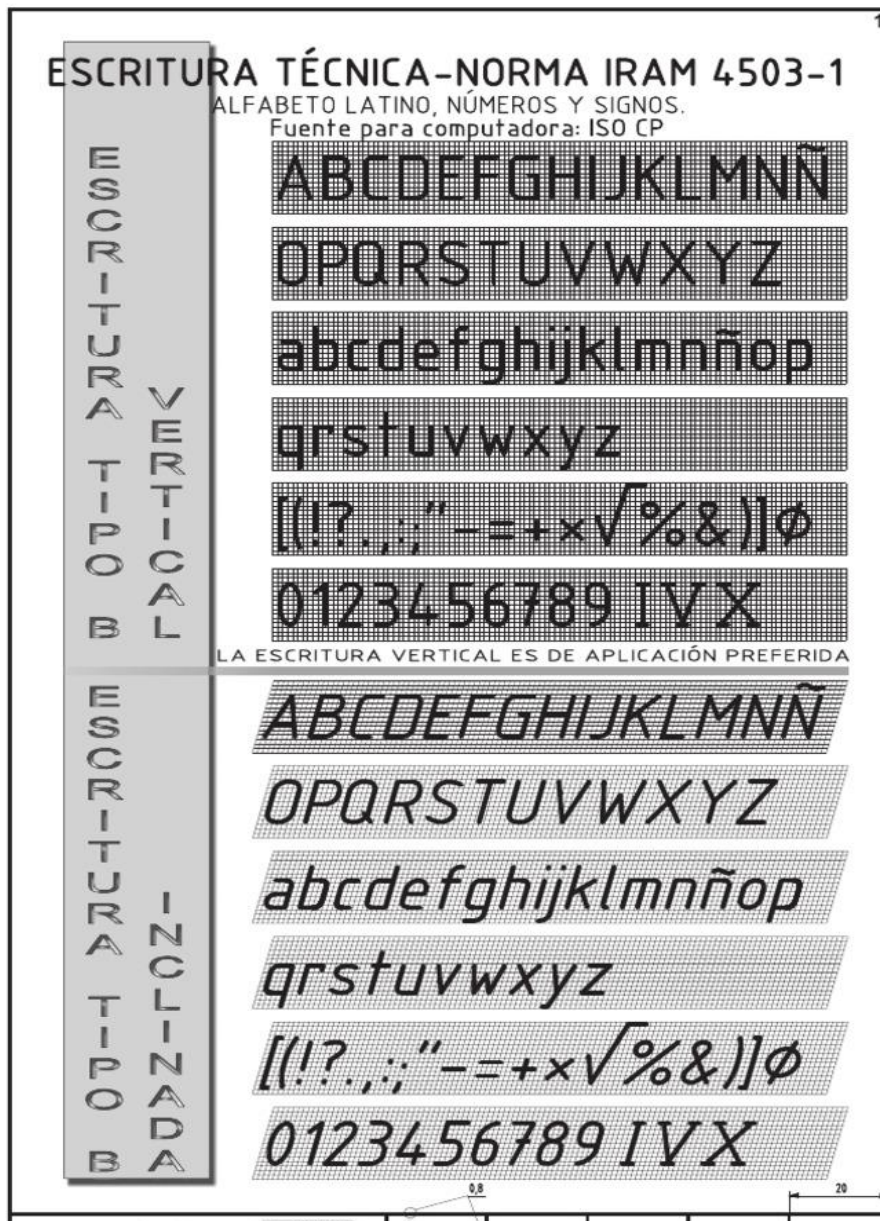 1
ESCRITURA TÉCNICA-NORMA IRAM 4503-1
ALFABETO LATINO, NÚMEROS Y SIGNOS.
Fuente para computadora: ISO CP
ESCRITURA TIPO B
VERTICAL
ABCDEFGHIJKLMNÑ
OPQRSTUVWXYZ
abcdefghijklmnñop
qrstuvwxyz
[(!?.,:;"-=+×√%&)]Ø
0123456789 IVX
LA ESCRITURA VERTICAL ES DE APLICACIÓN PREFERIDA
ESCRITURA TIPO B
INCLINADA
ABCDEFGHIJKLMNÑ
OPQRSTUVWXYZ
abcdefghijklmnñop
qrstuvwxyz
[(!?.,:;"-=+×√%&)]Ø
0123456789 IVX
0,8
20